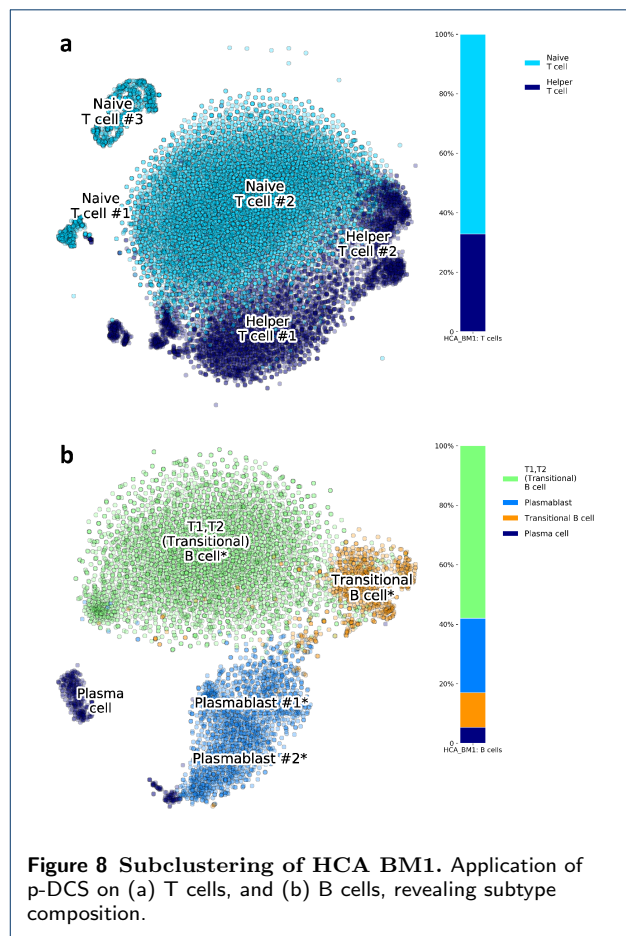 a
100%
80%
60%
40%
20%
0
HCA_BM1: T cells
Naive
T cell
Helper
T cell
Naive
T cell #3
Naive
T cell #1
Naive
T cell #2
Helper
T cell #2
Helper
T cell #1
b
100%
80%
60%
40%
20%
0
HCA_BM1: B cells
T1,T2
(Transitional)
B cell
Plasmablast
Transitional B cell
Plasma cell
T1,T2
(Transitional)
B cell*
Transitional
B cell*
Plasma
cell
Plasmablast #1*
Plasmablast #2*
Figure 8 Subclustering of HCA BM1. Application of
p-DCS on (a) T cells, and (b) B cells, revealing subtype
composition.